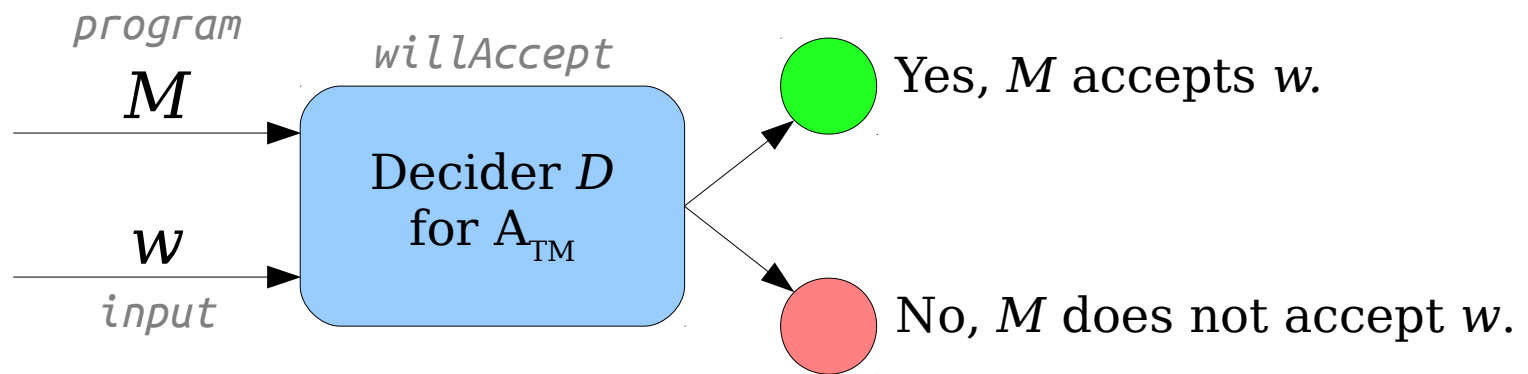 program
M
willAccept
Decider D
for A_TM
w
input
Yes, M accepts w.
No, M does not accept w.